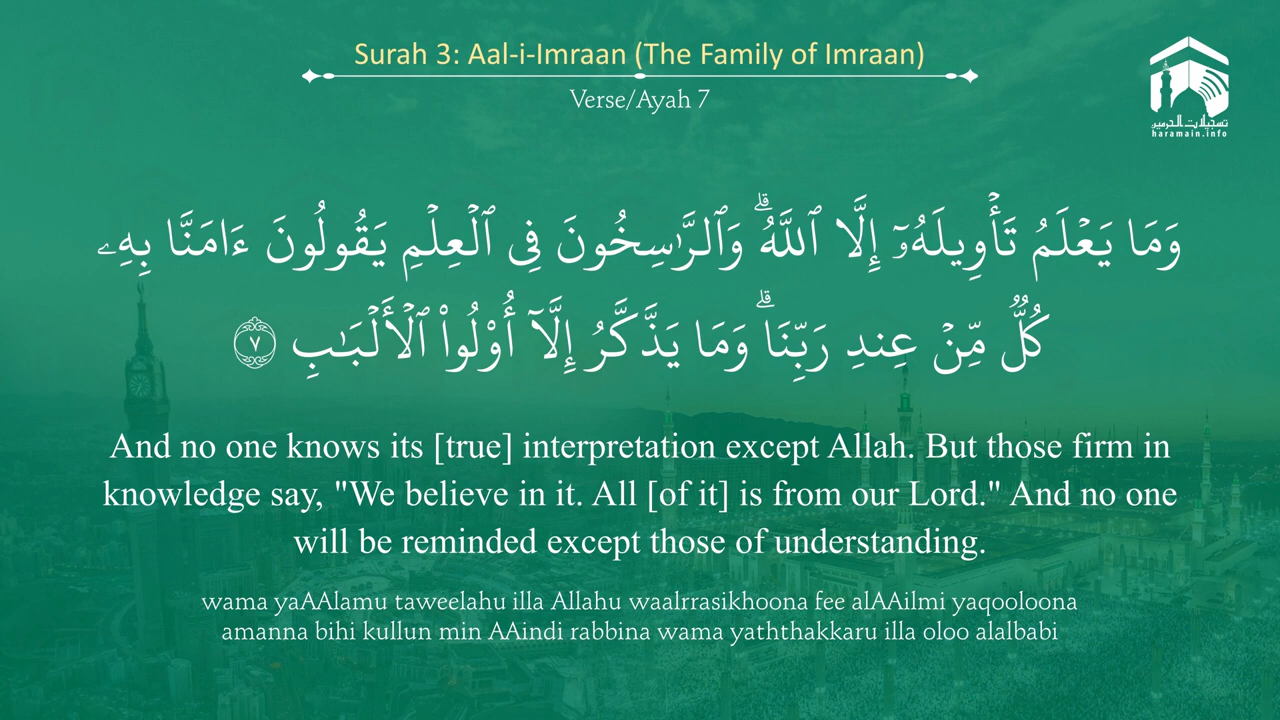 Surah 3: Aal-i-Imraan (The Family of Imraan)
Verse/Ayah 7
تسجيلات الحرمين
haramain.info
وَمَا يَعْلَمُ تَأْوِيلَهُۥٓ إِلَّا ٱللَّهُ ۗ وَٱلرَّٰسِخُونَ فِى ٱلْعِلْمِ يَقُولُونَ ءَامَنَّا بِهِۦ
كُلٌّ مِّنْ عِندِ رَبِّنَا ۗ وَمَا يَذَّكَّرُ إِلَّآ أُو۟لُوا۟ ٱلْأَلْبَٰبِ ٧
And no one knows its [true] interpretation except Allah. But those firm in
knowledge say, "We believe in it. All [of it] is from our Lord." And no one
will be reminded except those of understanding.
wama yaAAlamu taweelahu illa Allahu waalrrasikhoona fee alAAilmi yaqooloona
amanna bihi kullun min AAindi rabbina wama yaththakkaru illa oloo alalbabi